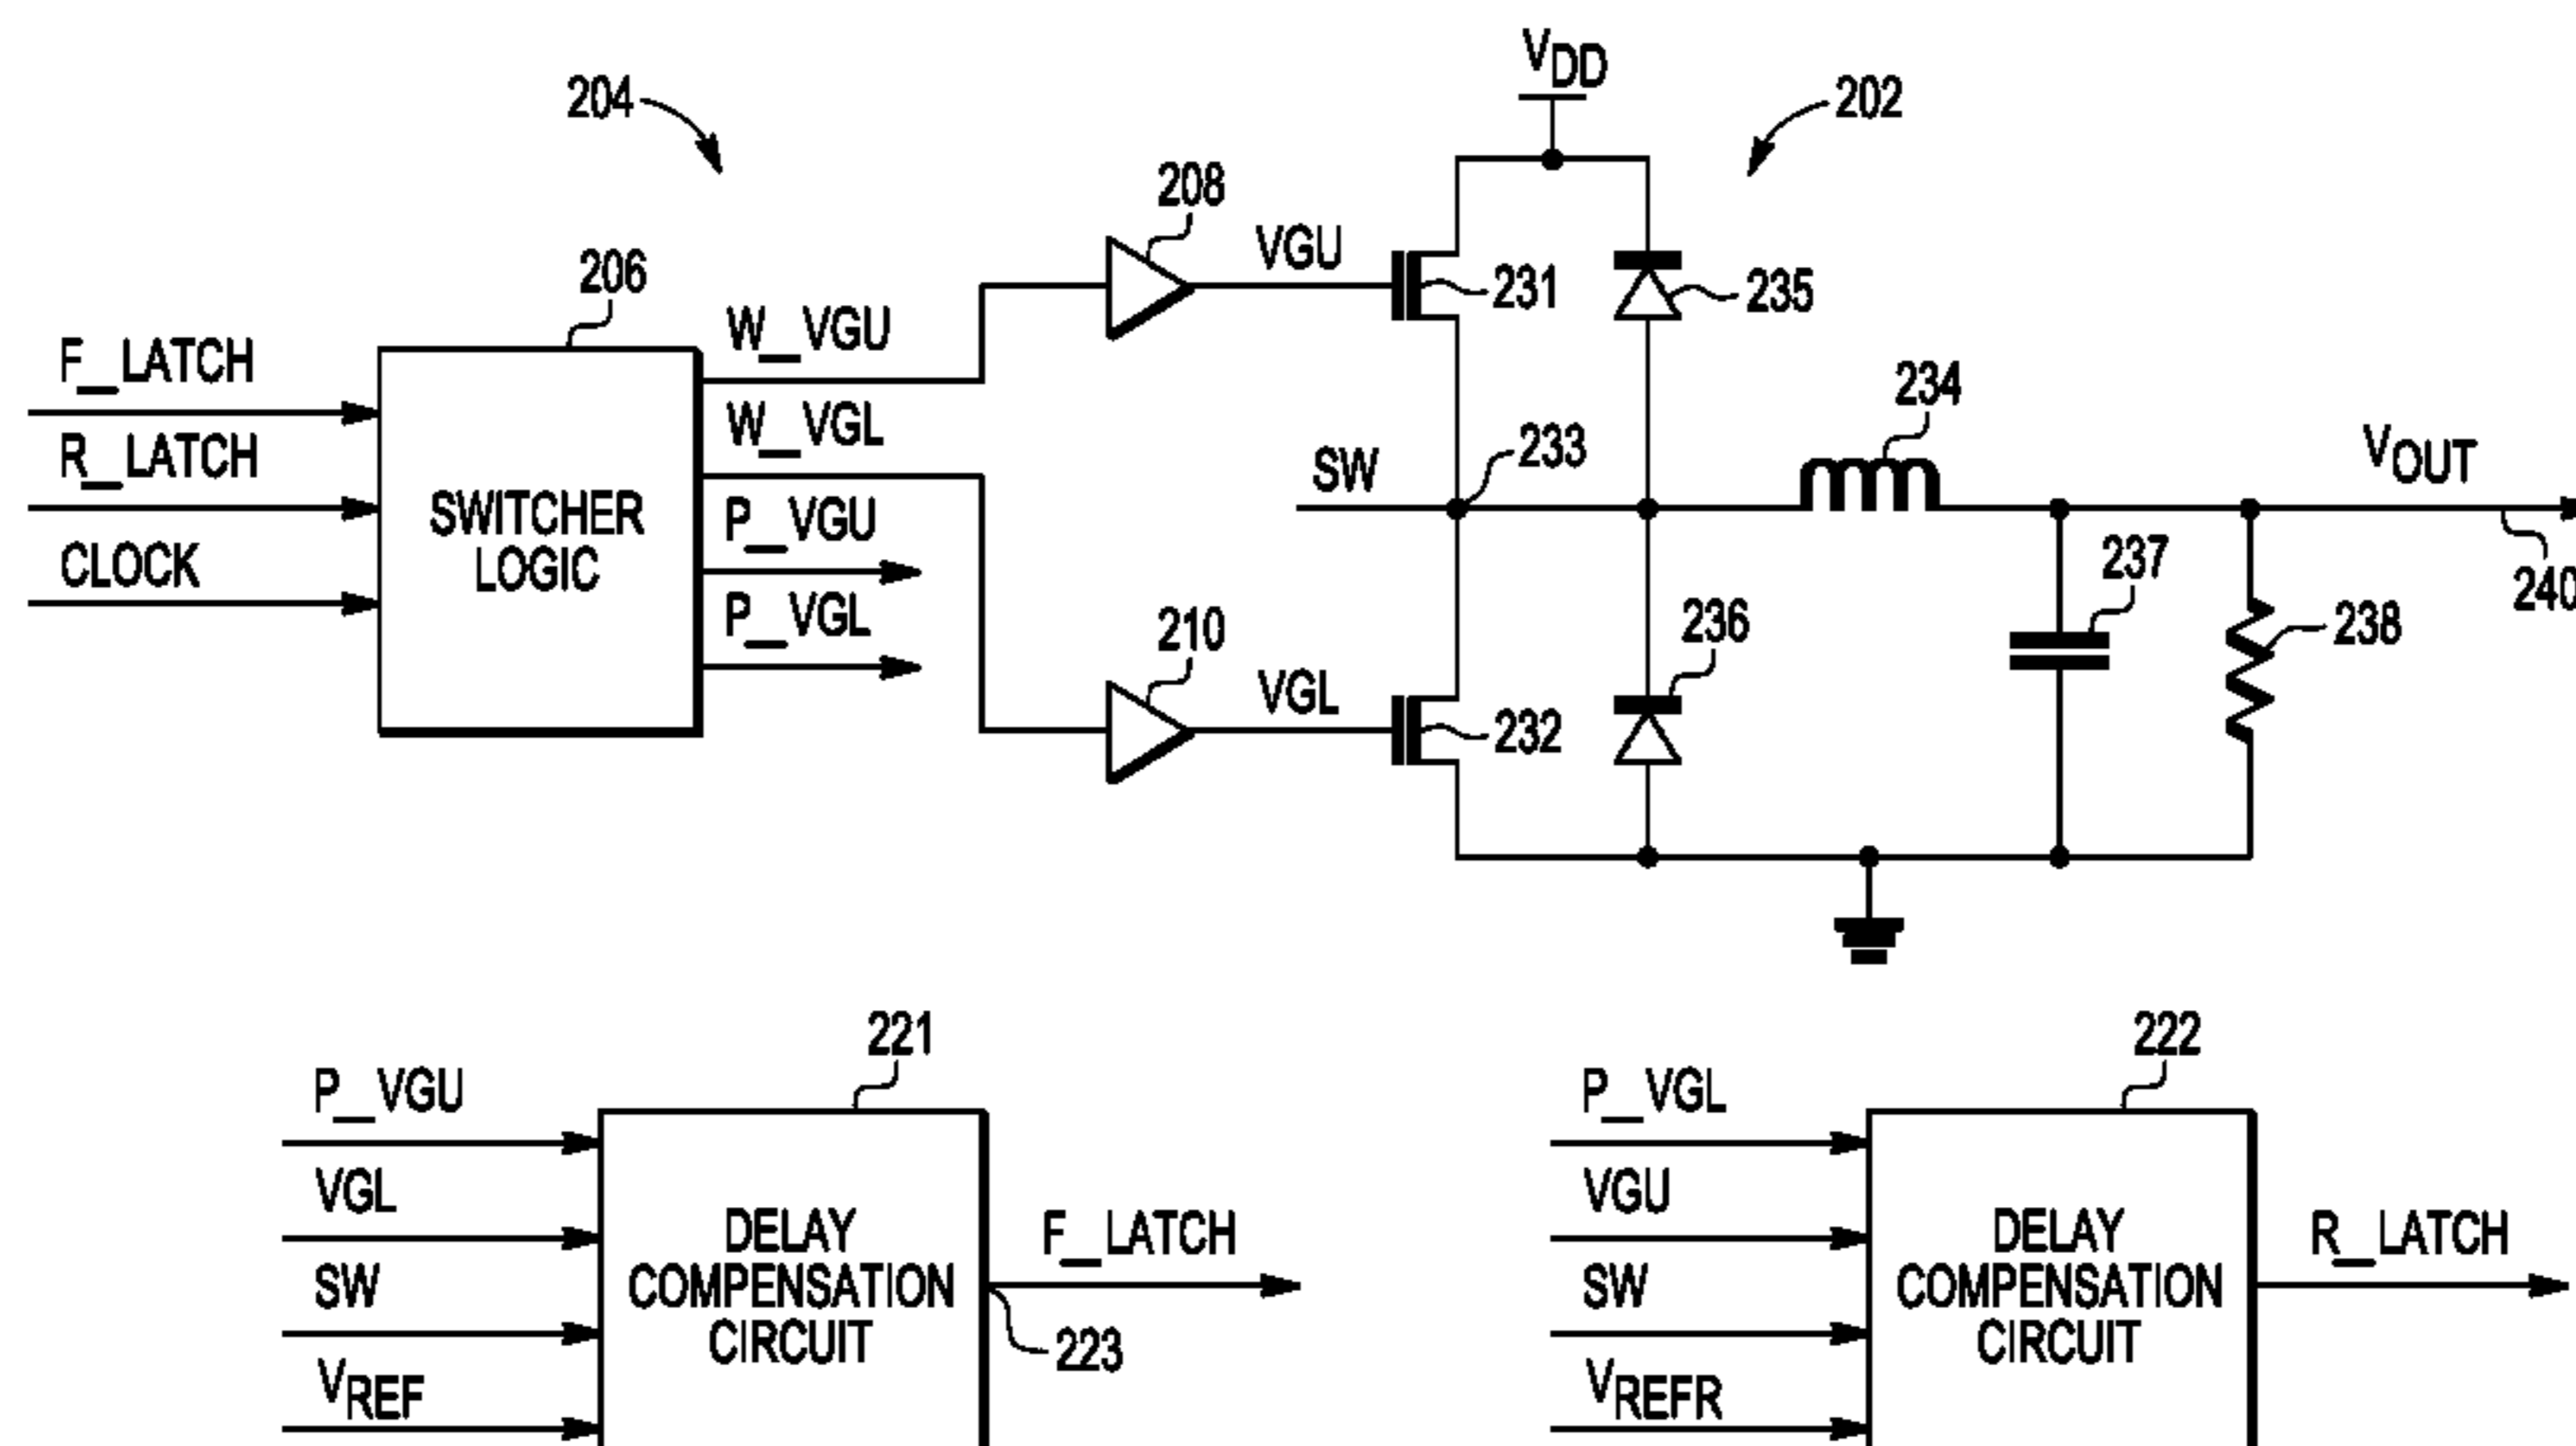 VDD
204
202
208
VGU
206
231
235
W_VGU
F_LATCH
234
W_VGL
R_LATCH
SW
233
VOUT
SWITCHER
LOGIC
P_VGU
CLOCK
237
240
P_VGL
210
236
238
VGL
232
221
222
P_VGU
P_VGL
VGL
VGU
DELAY
COMPENSATION
CIRCUIT
F_LATCH
DELAY
COMPENSATION
CIRCUIT
R_LATCH
SW
SW
223
VREF
VREFR